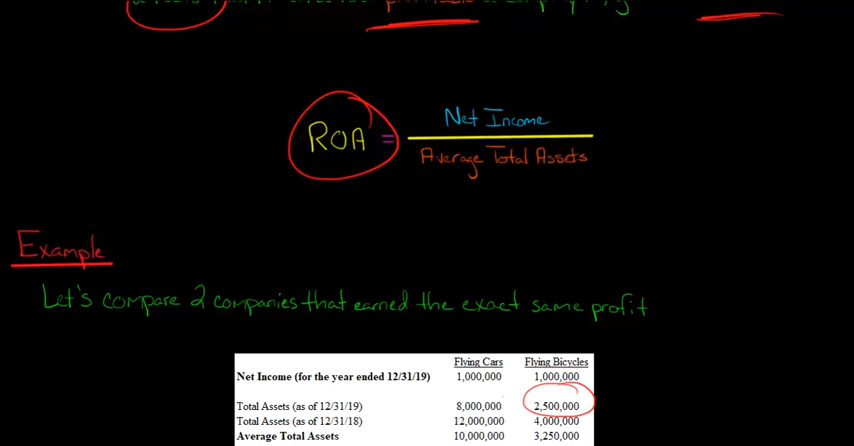 ROA = Net Income
Average Total Assets
Example
Let's compare 2 companies that earned the exact same profit
Flying Cars Flying Bicycles
Net Income (for the year ended 12/31/19) 1,000,000 1,000,000
Total Assets (as of 12/31/19) 8,000,000 2,500,000
Total Assets (as of 12/31/18) 12,000,000 4,000,000
Average Total Assets 10,000,000 3,250,000